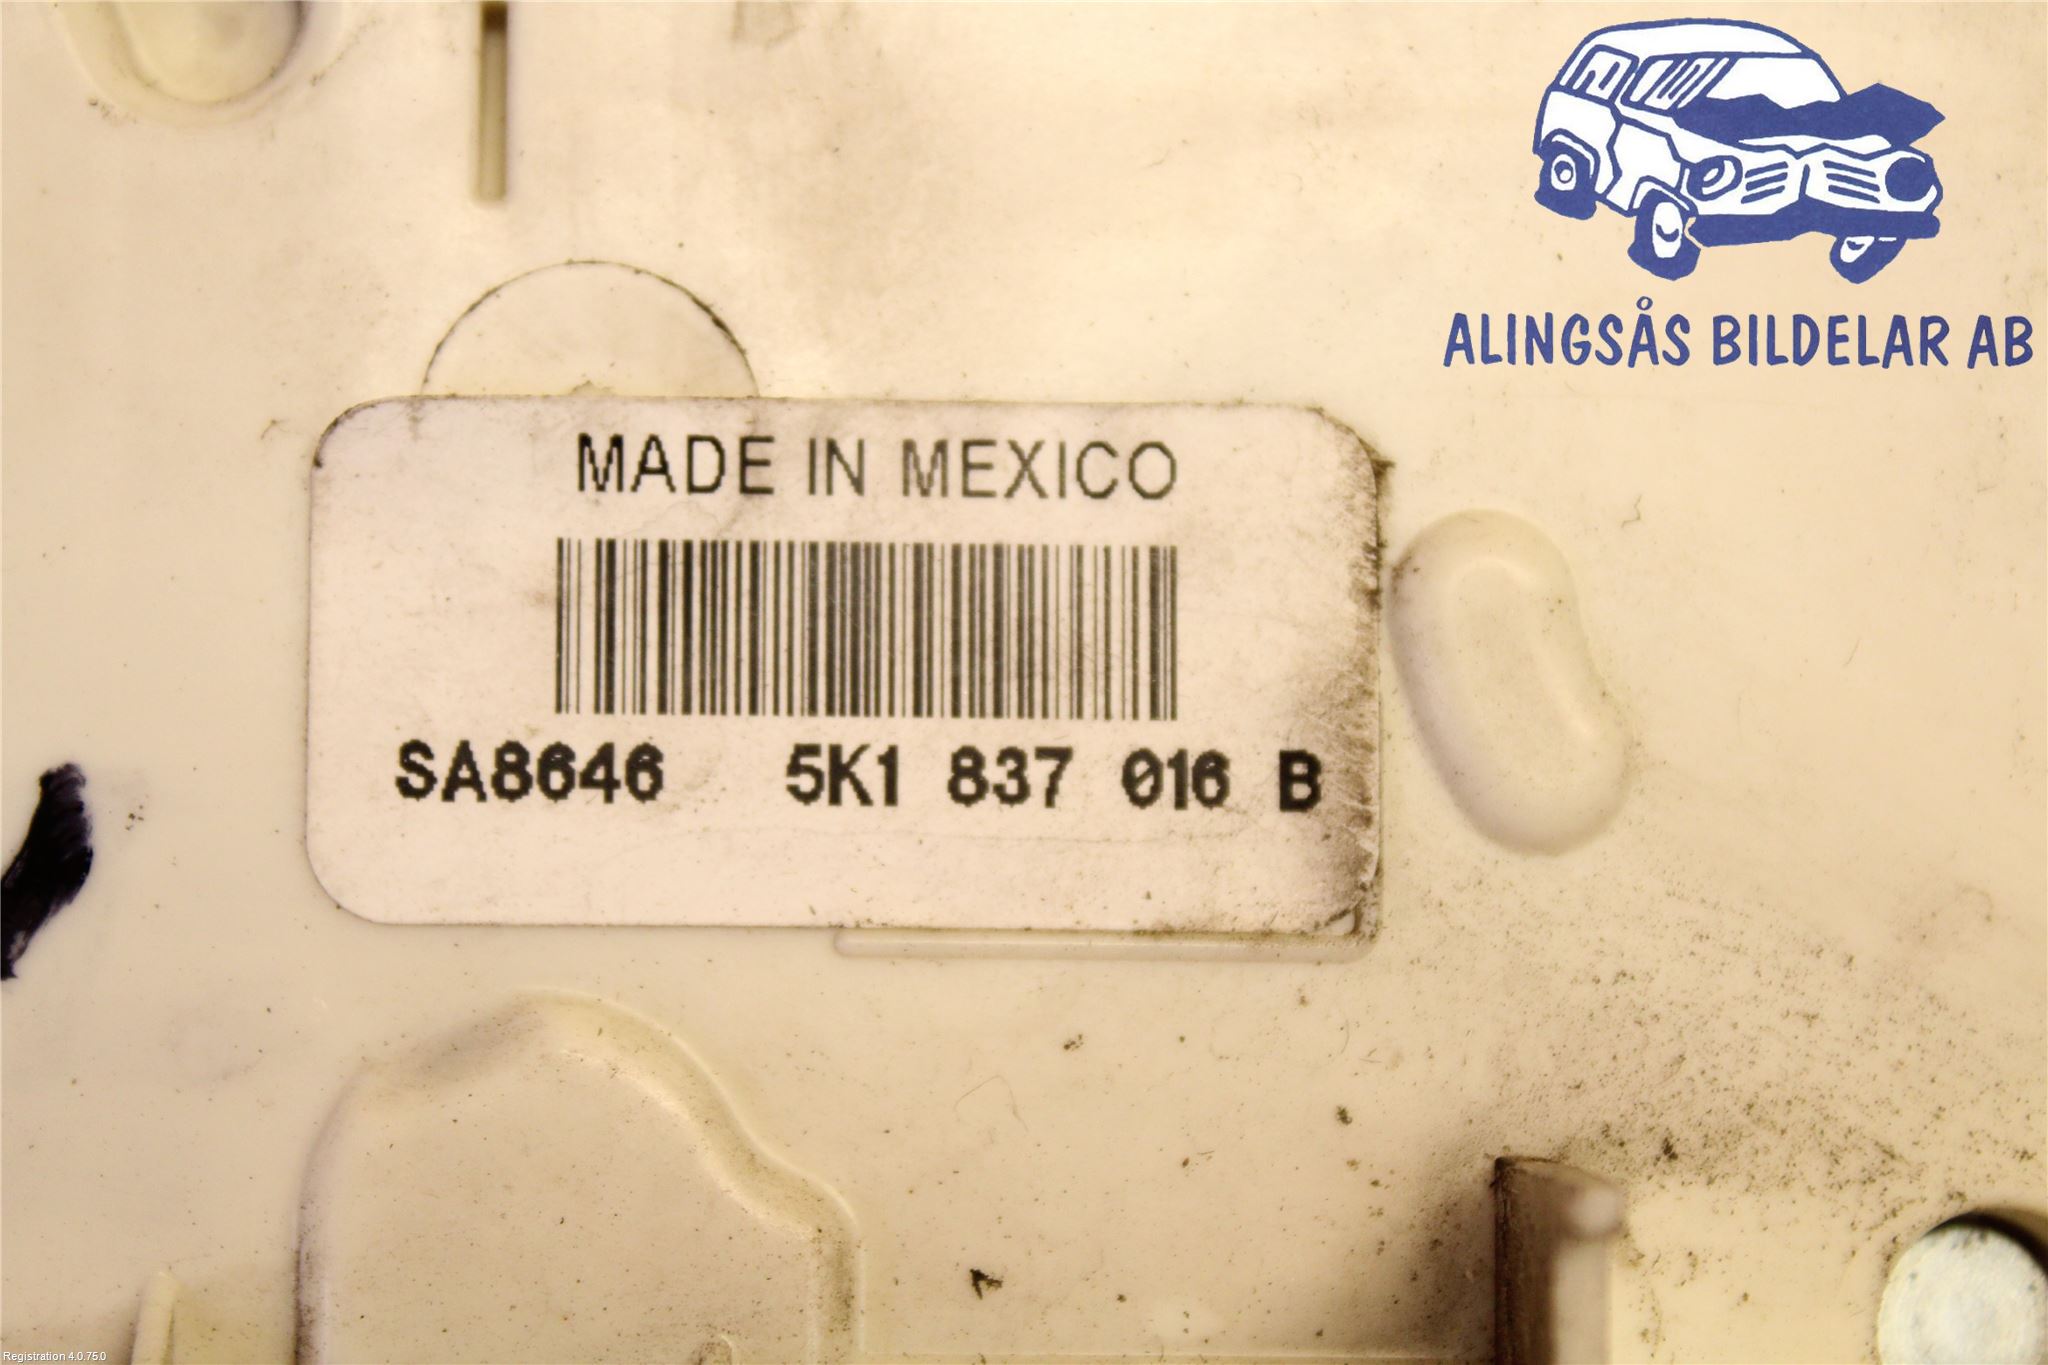 ALINGSÅS BILDELAR AB
MADE IN MEXICO
SA8646 5K1 837 016 B
Registration 4.0.75.0